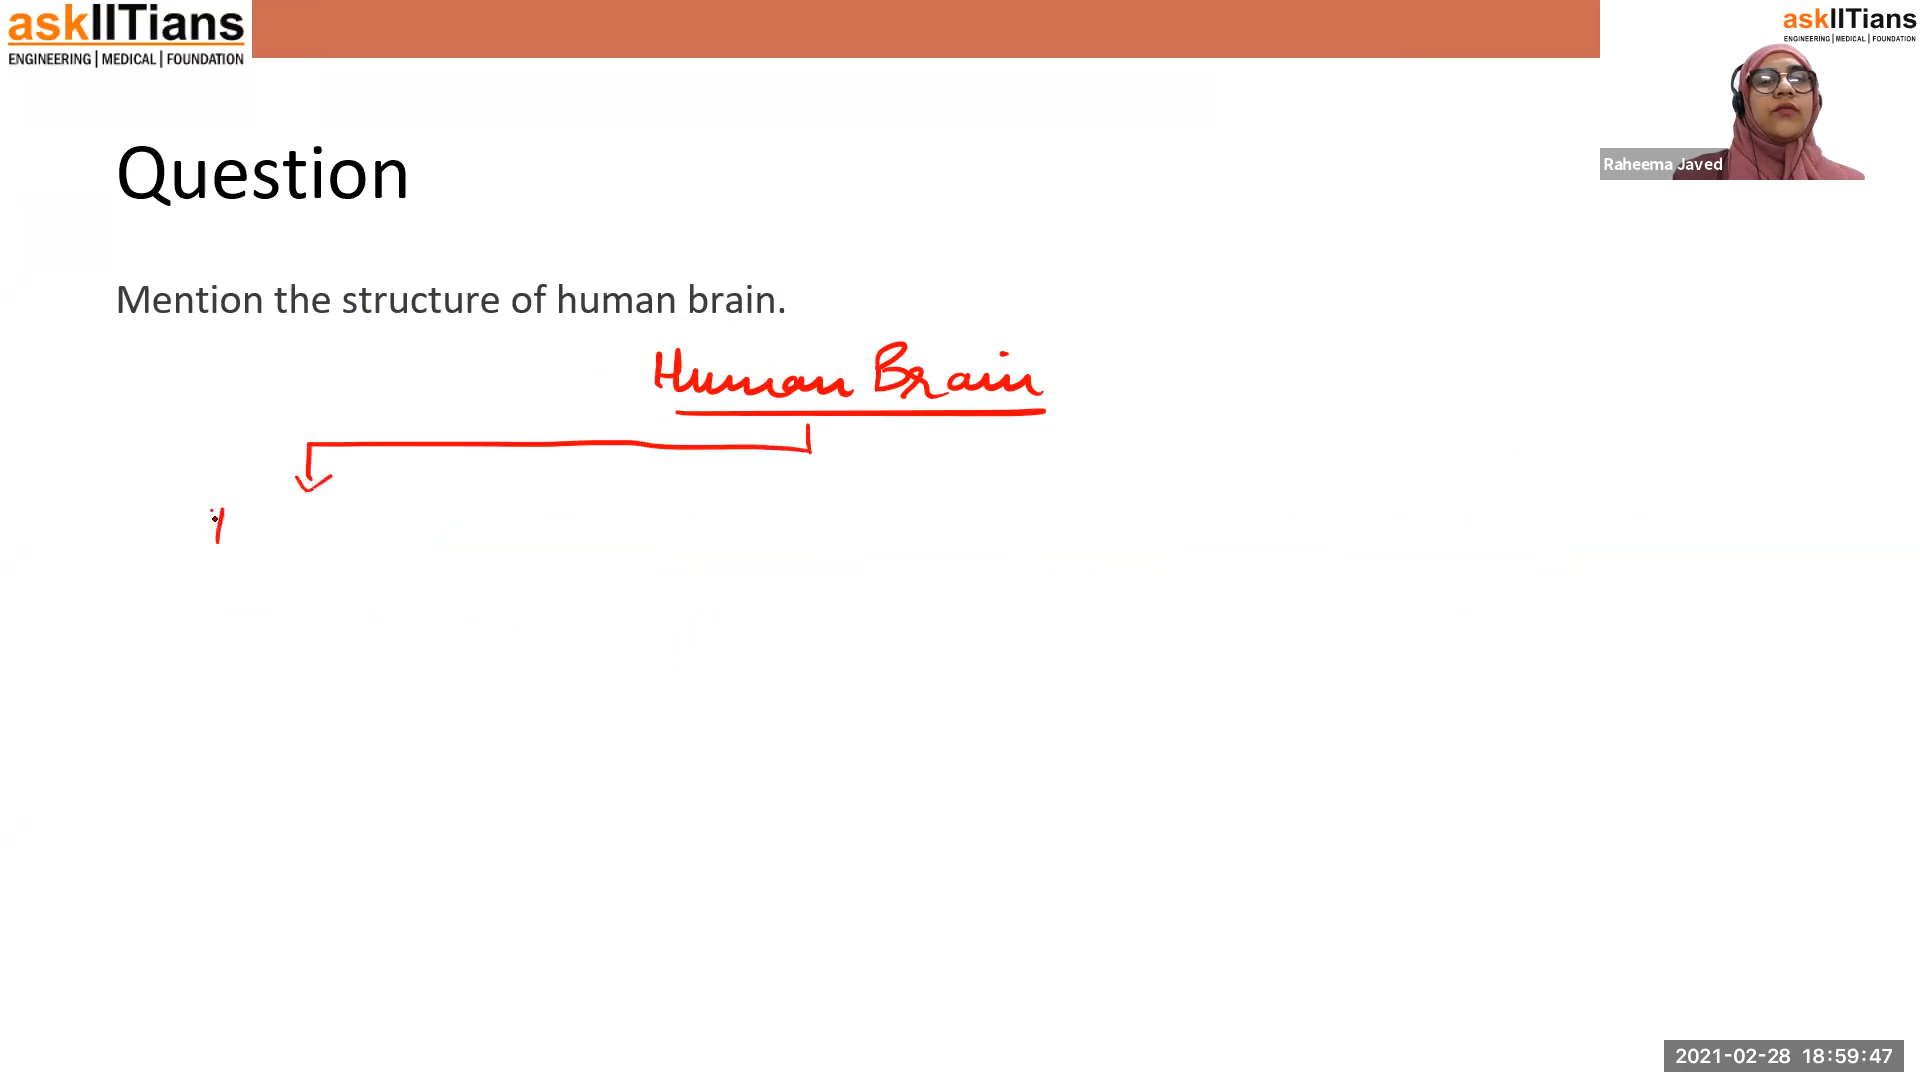 askIITians
ENGINEERING | MEDICAL | FOUNDATION
askIITians
ENGINEERING | MEDICAL | FOUNDATION
Raheema Javed
Question
Mention the structure of human brain.
Human Brain
2021-02-28 18:59:47